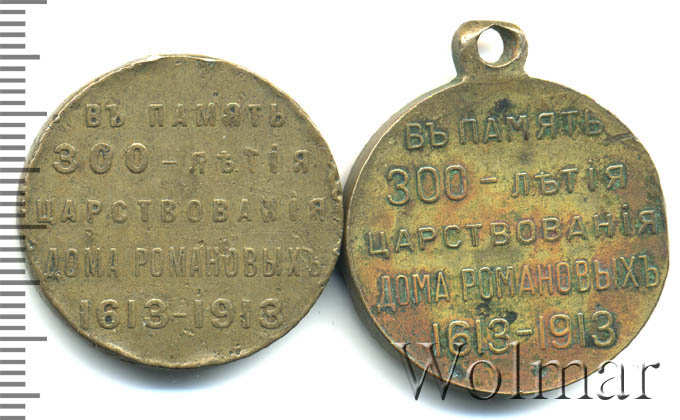 ВЪ ПАМЯТЬ
300-ЛѢТІЯ
ЦАРСТВОВАНІЯ
ДОМА РОМАНОВЫХЪ
1613-1913
ВЪ ПАМЯТЬ
300-ЛѢТІЯ
ЦАРСТВОВАНІЯ
ДОМА РОМАНОВЫХЪ
1613-1913
Wolmar